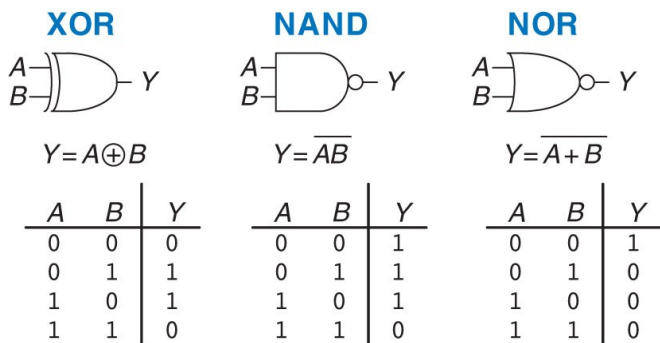 XOR NAND NOR
A B Y A B Y A B Y
Y = A ⊕ B Y = \overline{AB} Y = \overline{A + B}
A B Y A B Y A B Y
0 0 0 0 0 1 0 0 1
0 1 1 0 1 1 0 1 0
1 0 1 1 0 1 1 0 0
1 1 0 1 1 0 1 1 0